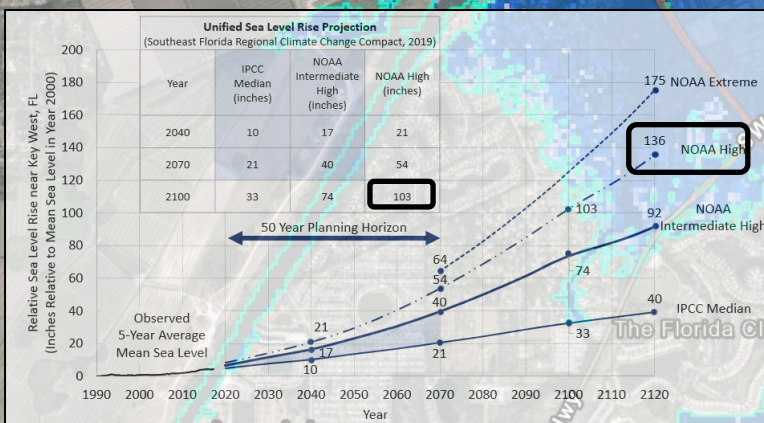 Unified Sea Level Rise Projection
(Southeast Florida Regional Climate Change Compact, 2019)
Year IPCC Median (inches) NOAA Intermediate High (inches) NOAA High (inches)
2040 10 17 21
2070 21 40 54
2100 33 74 103
Relative Sea Level Rise near Key West, FL
(Inches Relative to Mean Sea Level in Year 2000)
200
180
160
140
120
100
80
60
40
20
0
50 Year Planning Horizon
Observed
5-Year Average
Mean Sea Level
175 NOAA Extreme
136
NOAA High
103
92
NOAA
Intermediate High
74
64
54
40
40
IPCC Median
33
21
21
17
10
The Florida Cl
Hwy
1990 2000 2010 2020 2030 2040 2050 2060 2070 2080 2090 2100 2110 2120
Year